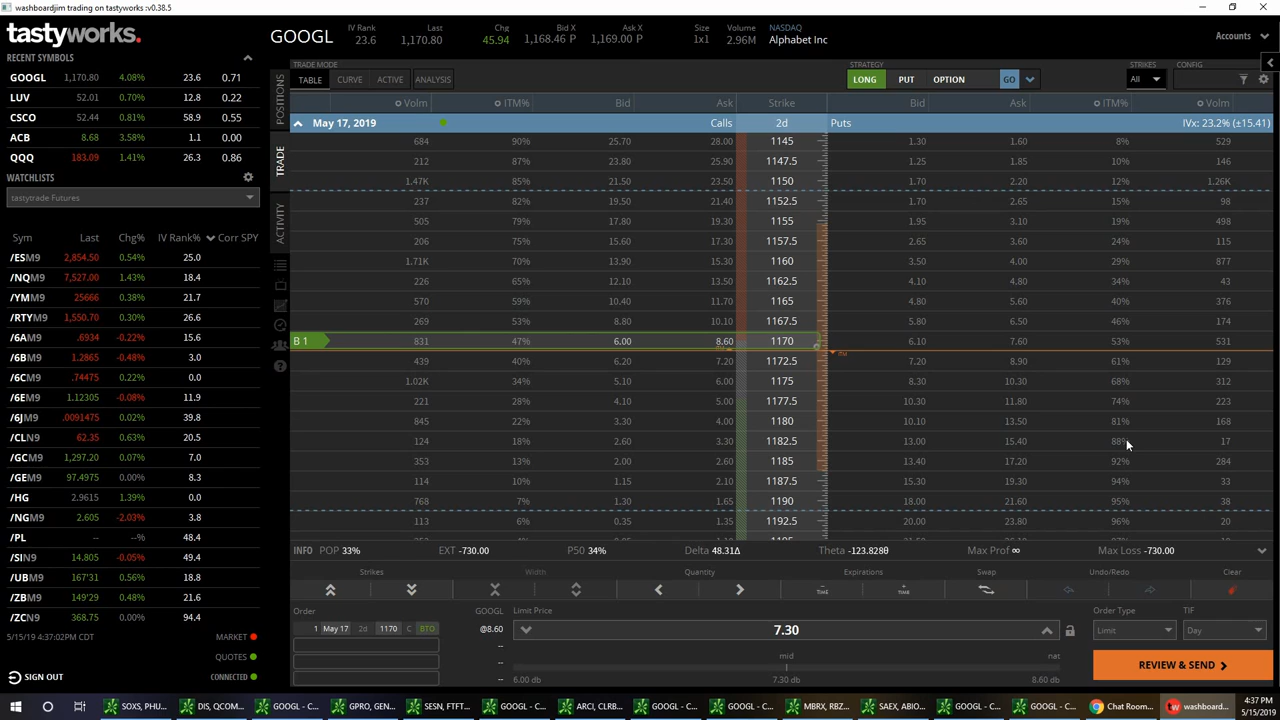 washboardjim trading on tastyworks :v0.38.5
tastyworks.
GOOGL
IV Rank 23.6
Last 1,170.80
Chg 45.94
Bid X 1,168.46 P
Ask X 1,169.00 P
Size 1x1
Volume 2.96M
NASDAQ
Alphabet Inc
Accounts
RECENT SYMBOLS
GOOGL 1,170.80 4.08% 23.6 0.71
LUV 52.01 0.70% 12.8 0.22
CSCO 52.44 0.81% 58.9 0.55
ACB 8.68 3.58% 1.1 0.00
QQQ 183.09 1.41% 26.3 0.86
WATCHLISTS
tastytrade Futures
Sym Last Chg% IV Rank% Corr SPY
/ESM9 2,854.50 0.54% 25.0
/NQM9 7,527.00 1.43% 18.4
/YMM9 25666 0.38% 21.7
/RTYM9 1,550.70 0.30% 26.6
/6AM9 .6934 -0.22% 15.6
/6BM9 1.2865 -0.48% 3.0
/6CM9 .74475 0.22% 0.0
/6EM9 1.12305 -0.08% 11.9
/6JM9 .0091475 0.02% 39.8
/CLN9 62.35 0.63% 20.5
/GCM9 1,297.20 0.07% 7.0
/GEM9 97.4975 0.00% 8.3
/HG 2.9615 1.39% 0.0
/NGM9 2.605 -2.03% 3.8
/PL -- --% 48.4
/SIN9 14.805 -0.05% 49.4
/UBM9 167'31 0.56% 18.8
/ZBM9 149'29 0.48% 21.6
/ZCN9 368.75 0.00% 94.4
5/15/19 4:37:02PM CDT
MARKET
QUOTES
CONNECTED
SIGN OUT
POSITIONS
TRADE
ACTIVITY
TRADE MODE
TABLE CURVE ACTIVE ANALYSIS
STRATEGY
LONG PUT OPTION GO
STRIKES
All
CONFIG
Volm ITM% Bid Ask Strike Bid Ask ITM% Volm
May 17, 2019 Calls 2d Puts IVx: 23.2% (±15.41)
684 90% 25.70 28.00 1145 1.30 1.60 8% 529
212 87% 23.80 25.90 1147.5 1.25 1.85 10% 146
1.47K 85% 21.50 23.50 1150 1.70 2.20 12% 1.26K
237 82% 19.50 21.40 1152.5 1.70 2.65 15% 98
505 79% 17.80 19.30 1155 1.95 3.10 19% 498
206 75% 15.60 17.30 1157.5 2.65 3.60 24% 115
1.71K 70% 13.90 15.30 1160 4.00 4.00 29% 877
226 65% 12.10 13.50 1162.5 4.10 4.80 34% 43
570 59% 10.40 11.70 1165 4.80 5.60 40% 376
269 53% 8.80 10.10 1167.5 5.80 6.60 46% 174
B 1 831 47% 6.00 8.60 1170 6.10 7.60 53% 531
439 40% 6.20 7.20 1172.5 7.20 8.90 61% 129
1.02K 34% 5.10 6.00 1175 8.30 10.30 68% 312
221 28% 4.10 5.00 1177.5 10.30 11.80 74% 223
845 22% 3.30 4.00 1180 10.10 13.50 81% 168
124 18% 2.60 3.30 1182.5 13.00 15.40 88% 17
353 13% 2.00 2.60 1185 13.40 17.20 92% 284
114 10% 1.15 2.10 1187.5 15.30 19.30 94% 33
768 7% 1.30 1.65 1190 18.00 21.60 95% 38
113 6% 0.35 1.35 1192.5 20.00 23.80 96% 20
INFO POP 33% EXT -730.00 P50 34% Delta 48.31Δ Theta -123.828θ Max Prof ∞ Max Loss -730.00
Strikes Width Quantity Expirations Swap Undo/Redo Clear
TIME TIME
Order GOOGL Limit Price Order Type TIF
1 May 17 2d 1170 C BTO @8.60
7.30
Limit Day
--
--
--
mid nat
6.00 db 7.30 db 8.60 db
REVIEW & SEND
SOXS, PHU... DIS, QCOM... GOOGL - C... GPRO, GEN... SESN, FTFT... GOOGL - C... ARCI, CLRB... GOOGL - C... GOOGL - C... MBRX, RBZ... SAEX, ABIO... GOOGL - C... GOOGL - C... Chat Room... washboard...
4:37 PM
5/15/2019